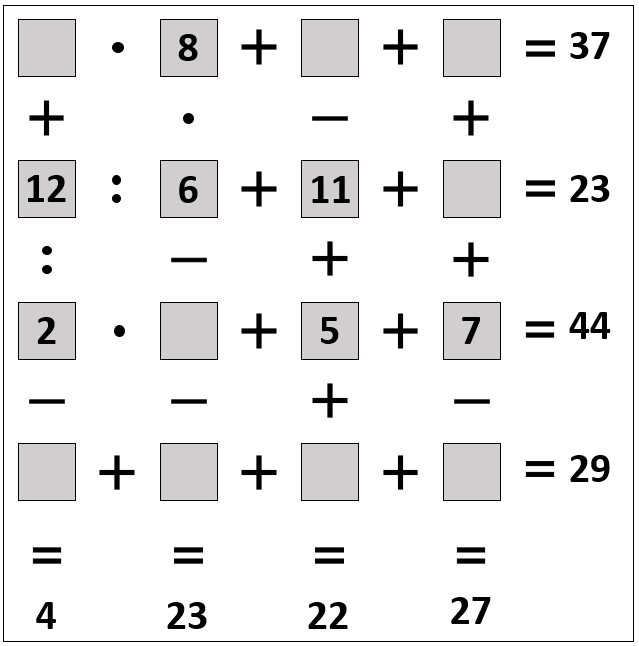 · 8 + + = 37
+ · − +
12 : 6 + 11 + = 23
: − + +
2 · + 5 + 7 = 44
− − + −
+ + + = 29
= = = =
4 23 22 27